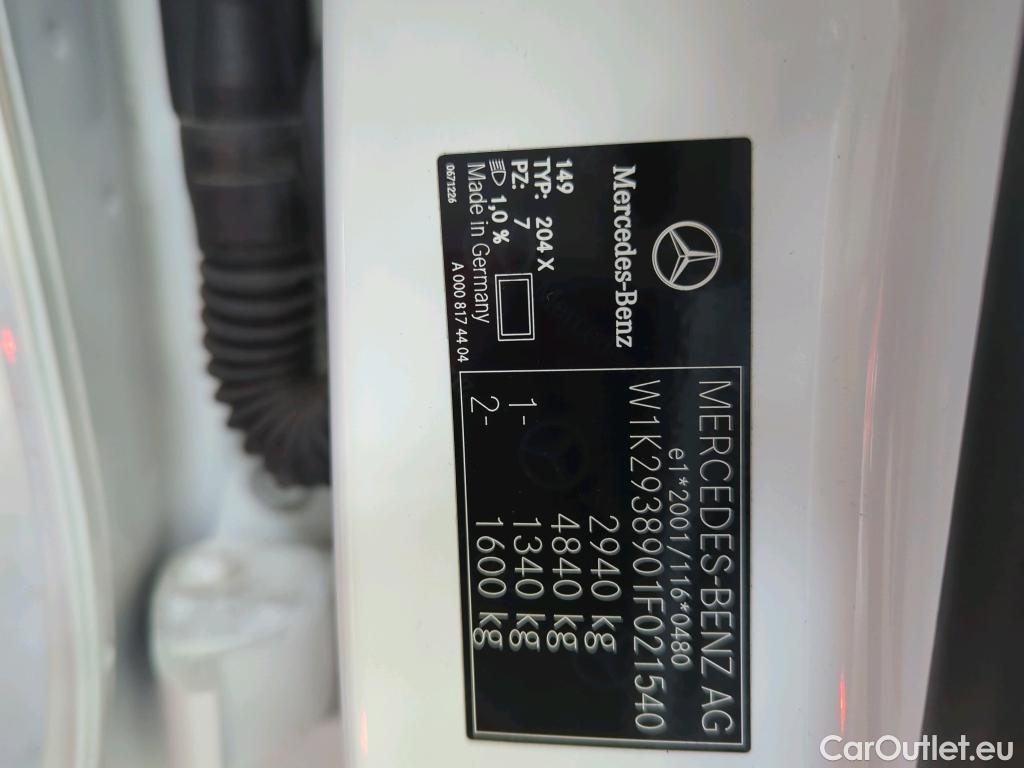 Mercedes-Benz
149
TYP: 204 X
PZ: 7
1,0 %
Made in Germany
A 000 817 44 04
0671226
MERCEDES-BENZ AG
e1*2001/116*0480
W1K2938901F021540
2940 kg
4840 kg
1- 1340 kg
2- 1600 kg
CarOutlet.eu